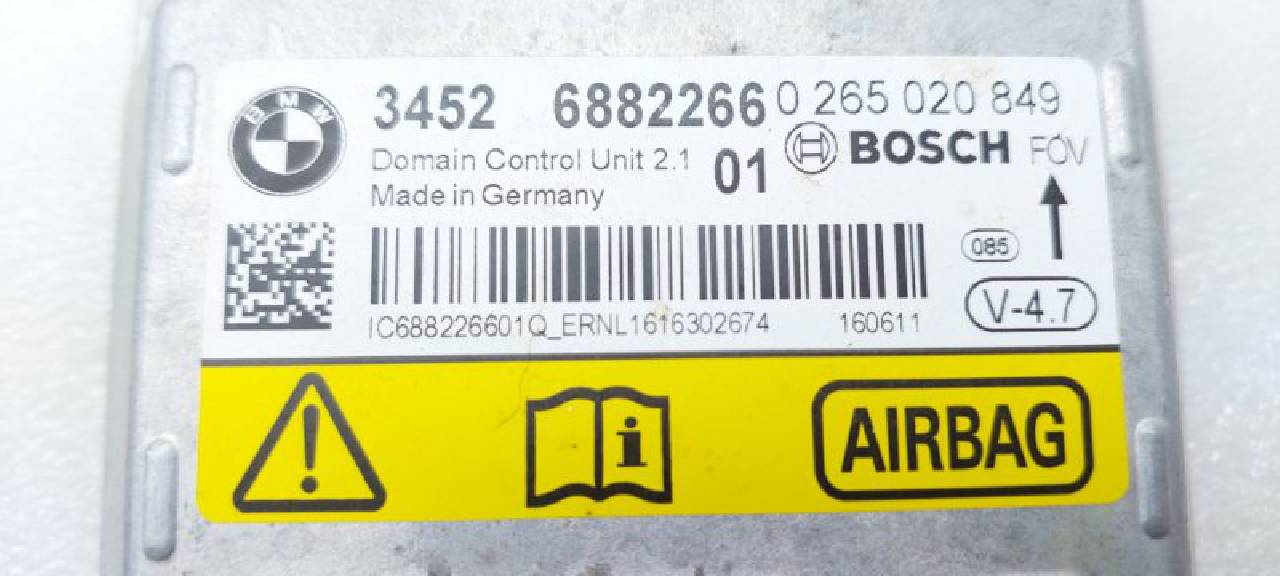 BMW
3452 6882266 0 265 020 849
Domain Control Unit 2.1 01 BOSCH FOV
Made in Germany
085
V-4.7
IC688226601Q_ERNL1616302674 160611
AIRBAG